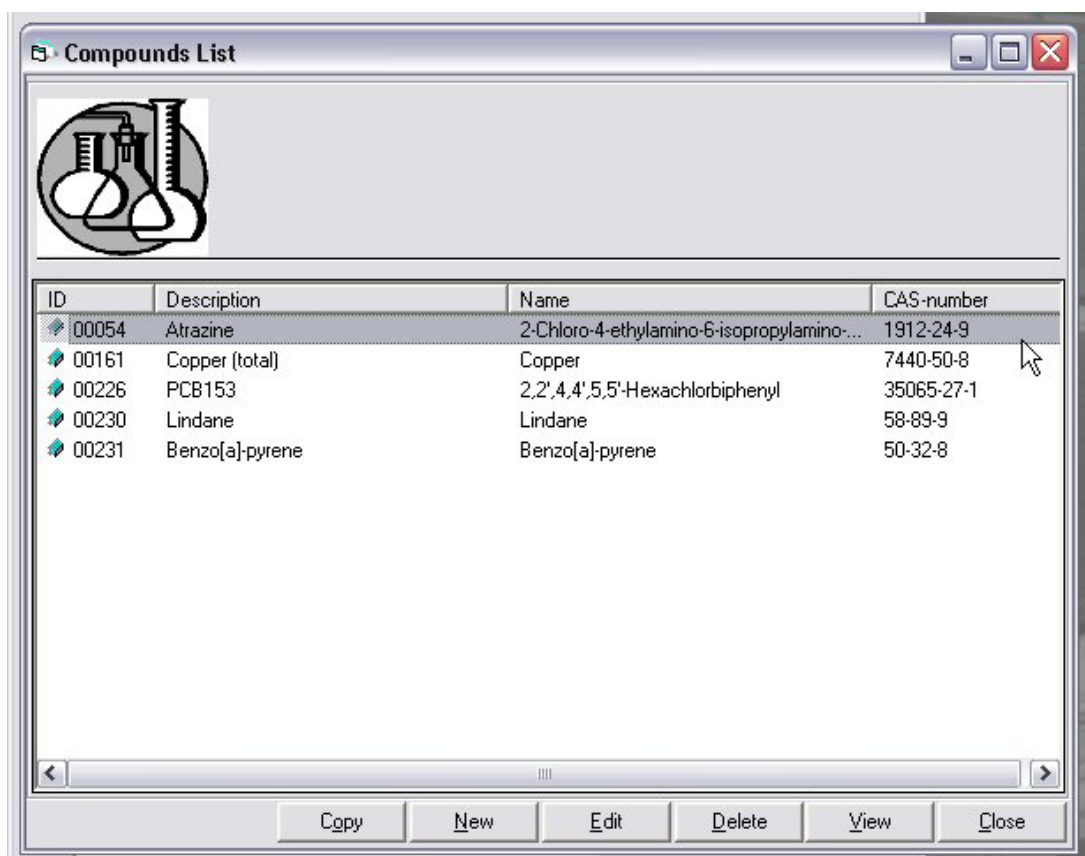 Compounds List
ID Description Name CAS-number
00054 Atrazine 2-Chloro-4-ethylamino-6-isopropylamino-... 1912-24-9
00161 Copper (total) Copper 7440-50-8
00226 PCB153 2,2',4,4',5,5'-Hexachlorbiphenyl 35065-27-1
00230 Lindane Lindane 58-89-9
00231 Benzo[a]-pyrene Benzo[a]-pyrene 50-32-8
Copy New Edit Delete View Close